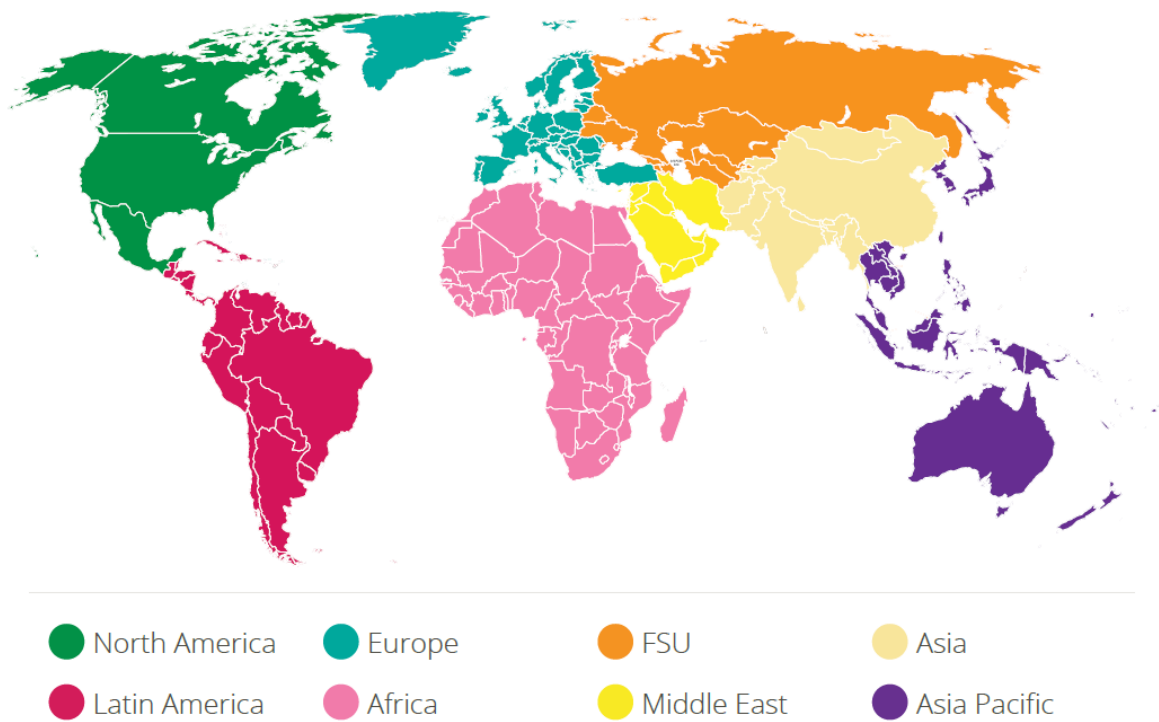 North America
Europe
FSU
Asia
Latin America
Africa
Middle East
Asia Pacific